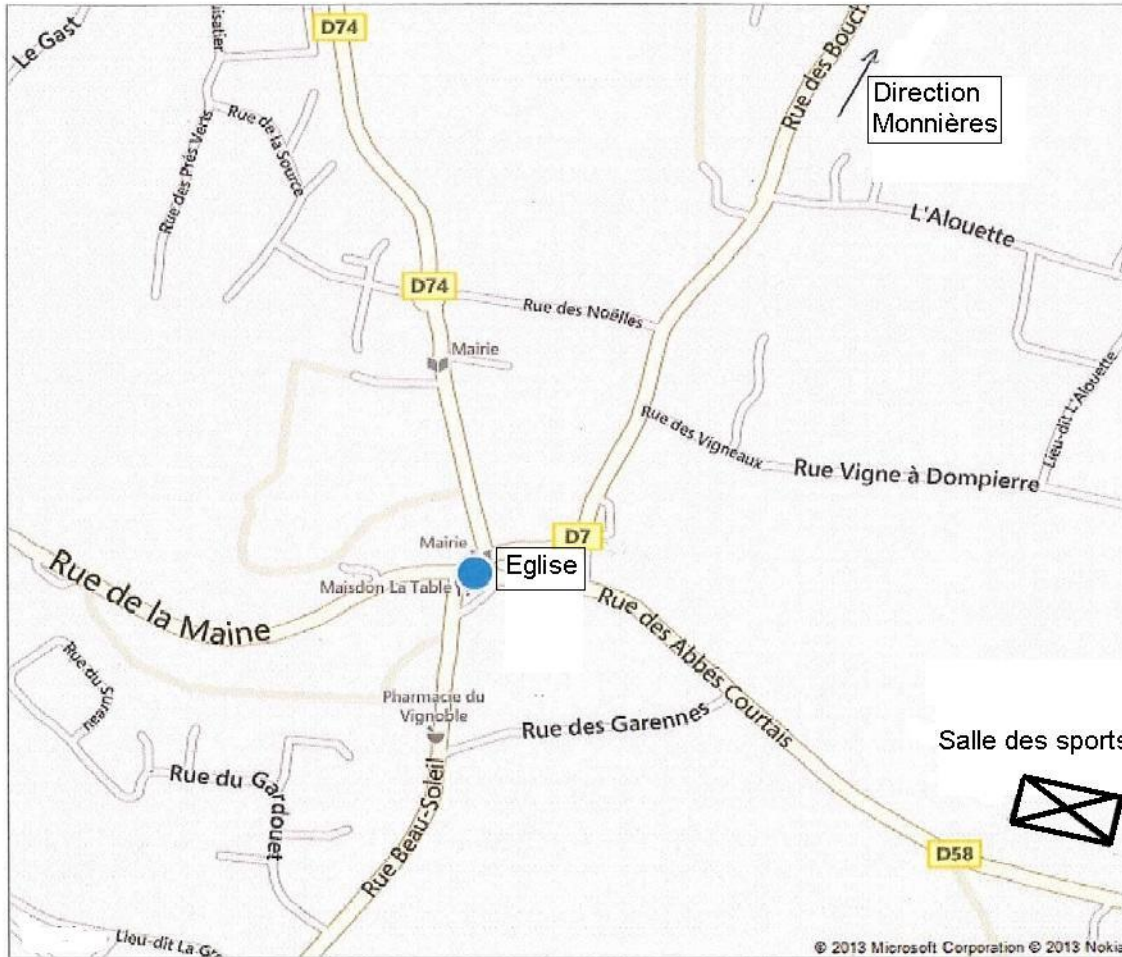 Le Gast
D74
Rue des Prés Verts
Rue de la Source
Direction
Monnières
L'Alouette
D74
Rue des Noëlles
Mairie
Lieu-dit L'Alouette
Rue des Vigneaux
Rue Vigne à Dompierre
D7
Mairie
Eglise
Rue de la Maine
Maisdon La Table
Rue des Abbés Courtais
Rue du Sureau
Pharmacie du
Vignoble
Rue des Garennes
Salle des sports
Rue du Gardouet
Rue Beau-Soleil
D58
Lieu-dit La Gr
© 2013 Microsoft Corporation © 2013 Nokia